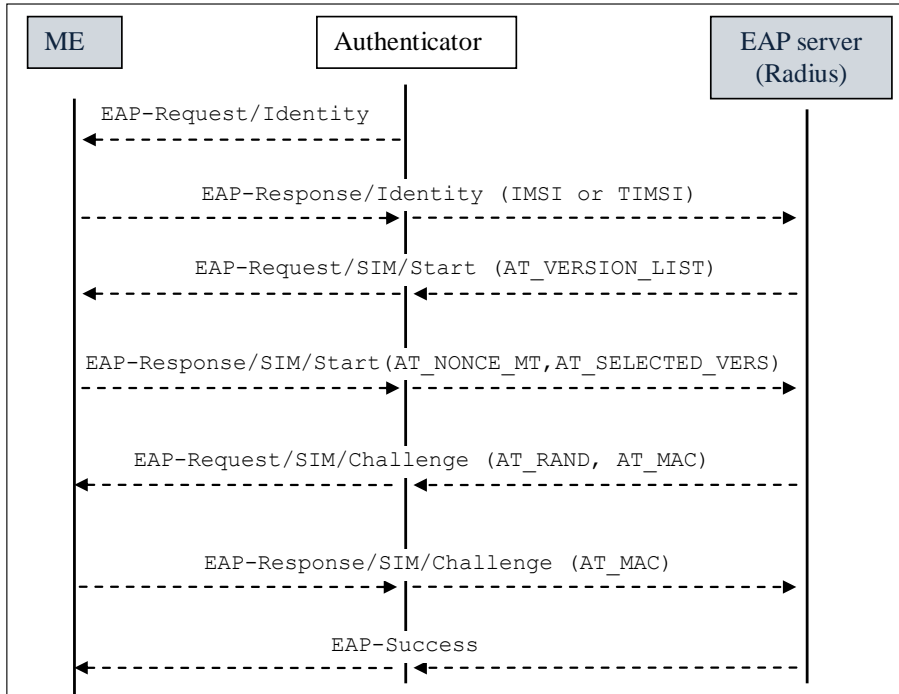 ME
Authenticator
EAP server
(Radius)
EAP-Request/Identity
EAP-Response/Identity (IMSI or TIMSI)
EAP-Request/SIM/Start (AT_VERSION_LIST)
EAP-Response/SIM/Start(AT_NONCE_MT,AT_SELECTED_VERS)
EAP-Request/SIM/Challenge (AT_RAND, AT_MAC)
EAP-Response/SIM/Challenge (AT_MAC)
EAP-Success